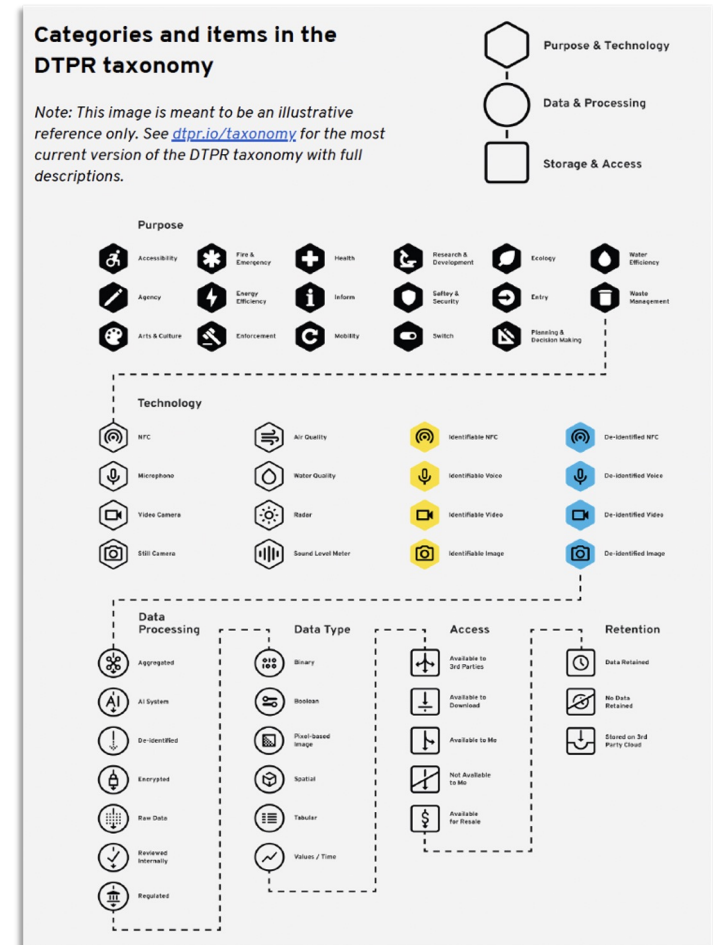 Categories and items in the
DTPR taxonomy
Note: This image is meant to be an illustrative
reference only. See dtpr.io/taxonomy for the most
current version of the DTPR taxonomy with full
descriptions.
Purpose & Technology
Data & Processing
Storage & Access
Purpose
Accessibility
Fire &
Emergency
Health
Research &
Development
Ecology
Water
Efficiency
Agency
Energy
Efficiency
Inform
Saftey &
Security
Entry
Waste
Management
Arts & Culture
Enforcement
Mobility
Switch
Planning &
Decision Making
Technology
NFC
Air Quality
Identifiable NFC
De-identified NFC
Microphone
Water Quality
Identifiable Voice
De-identified Voice
Video Camera
Radar
Identifiable Video
De-identified Video
Still Camera
Sound Level Meter
Identifiable Image
De-identified Image
Data
Processing
Aggregated
AI
AI System
De-identified
Encrypted
Raw Data
Reviewed
Internally
Regulated
Data Type
Binary
Boolean
Pixel-based
Image
Spatial
Tabular
Values / Time
Access
Available to
3rd Parties
Available to
Download
Available to Me
Not Available
to Me
$
Available
for Resale
Retention
Data Retained
No Data
Retained
Stored on 3rd
Party Cloud